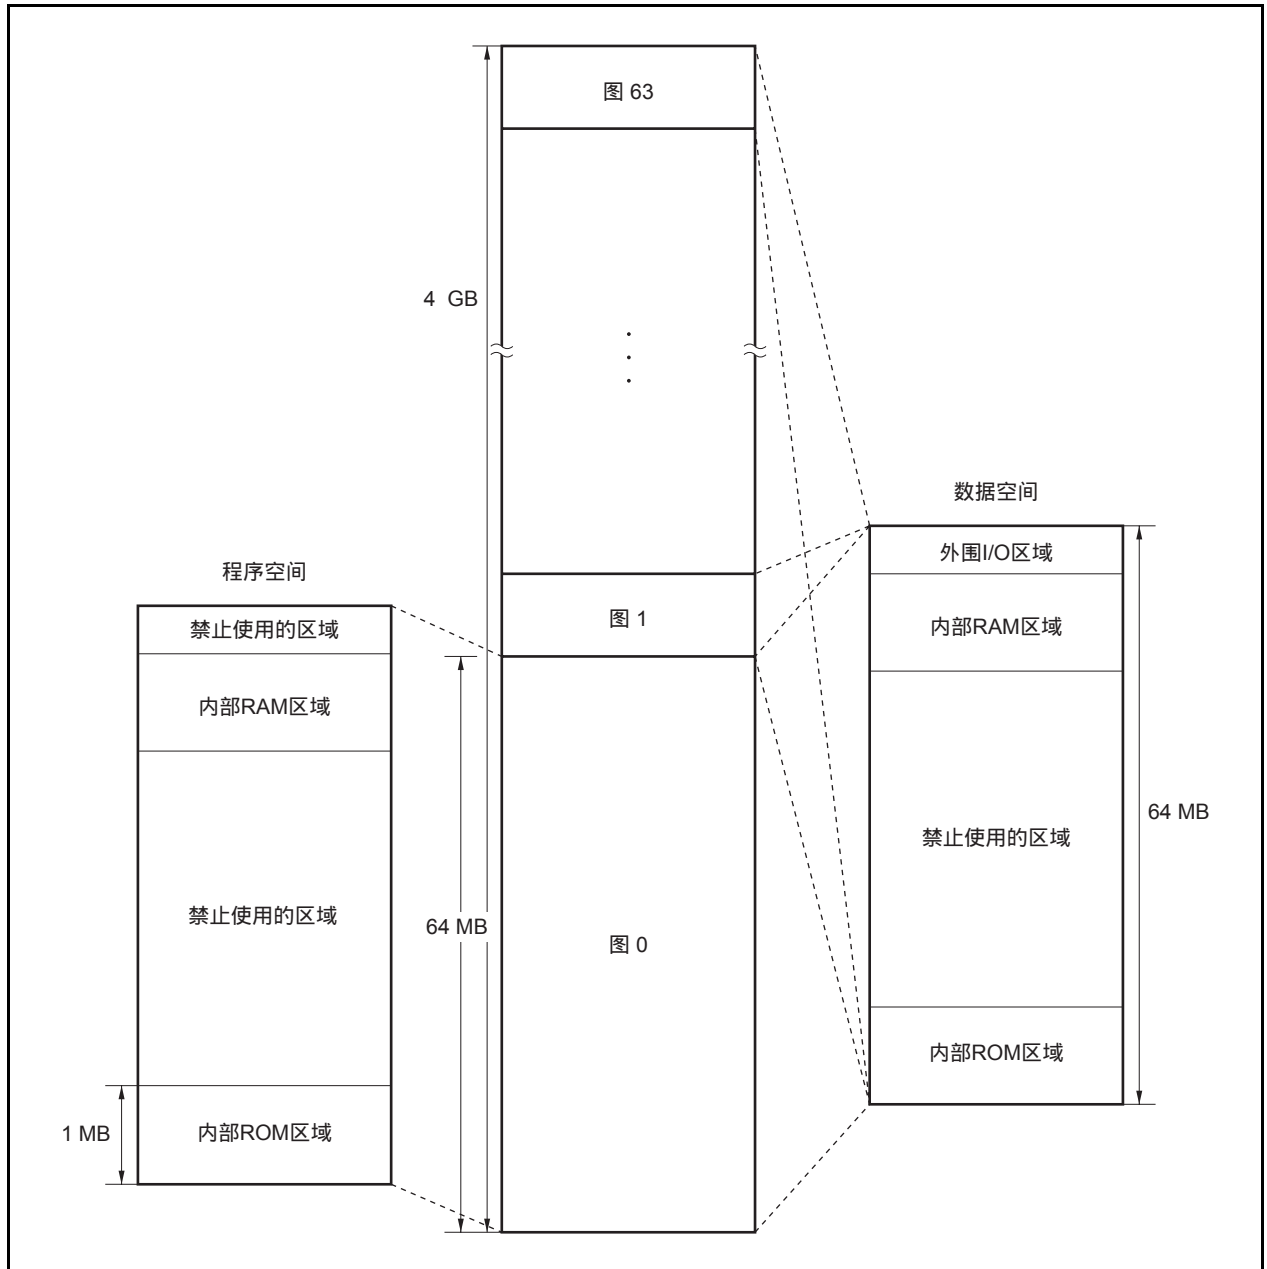 图 63
4 GB
数据空间
外围I/O区域
程序空间
图 1
禁止使用的区域
内部RAM区域
内部RAM区域
64 MB
禁止使用的区域
禁止使用的区域
64 MB
图 0
内部ROM区域
1 MB
内部ROM区域